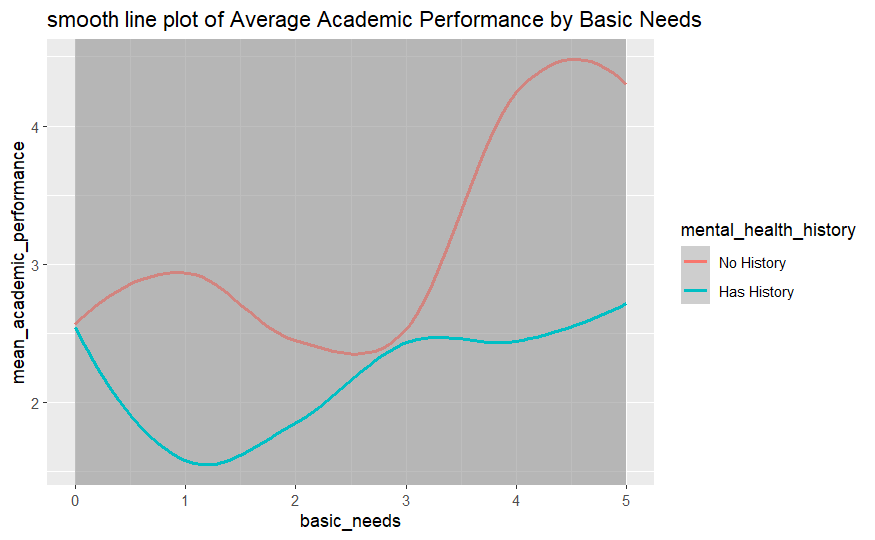 smooth line plot of Average Academic Performance by Basic Needs
mean_academic_performance
4
3
2
0 1 2 3 4 5
basic_needs
mental_health_history
No History
Has History